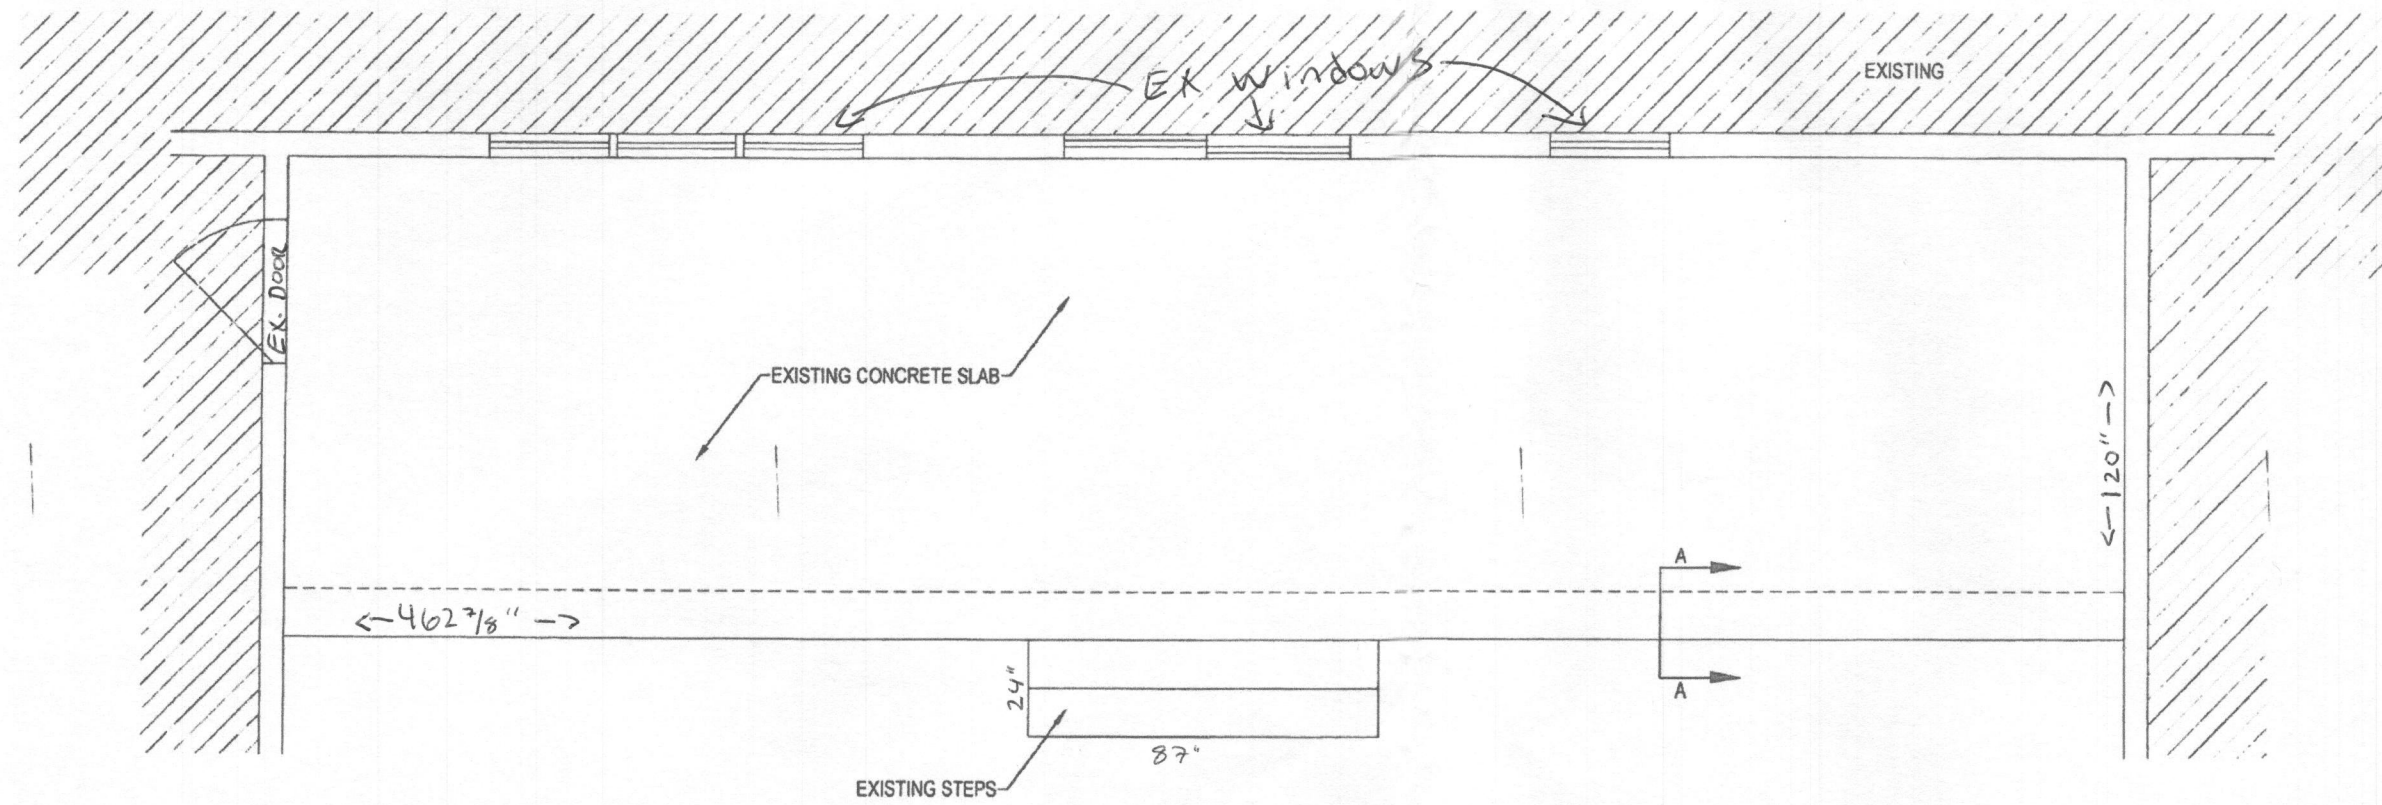 Ex windows
EXISTING
EX. DOOR
EXISTING CONCRETE SLAB
←120"→
A
←462 7/8"→
24"
A
87"
EXISTING STEPS